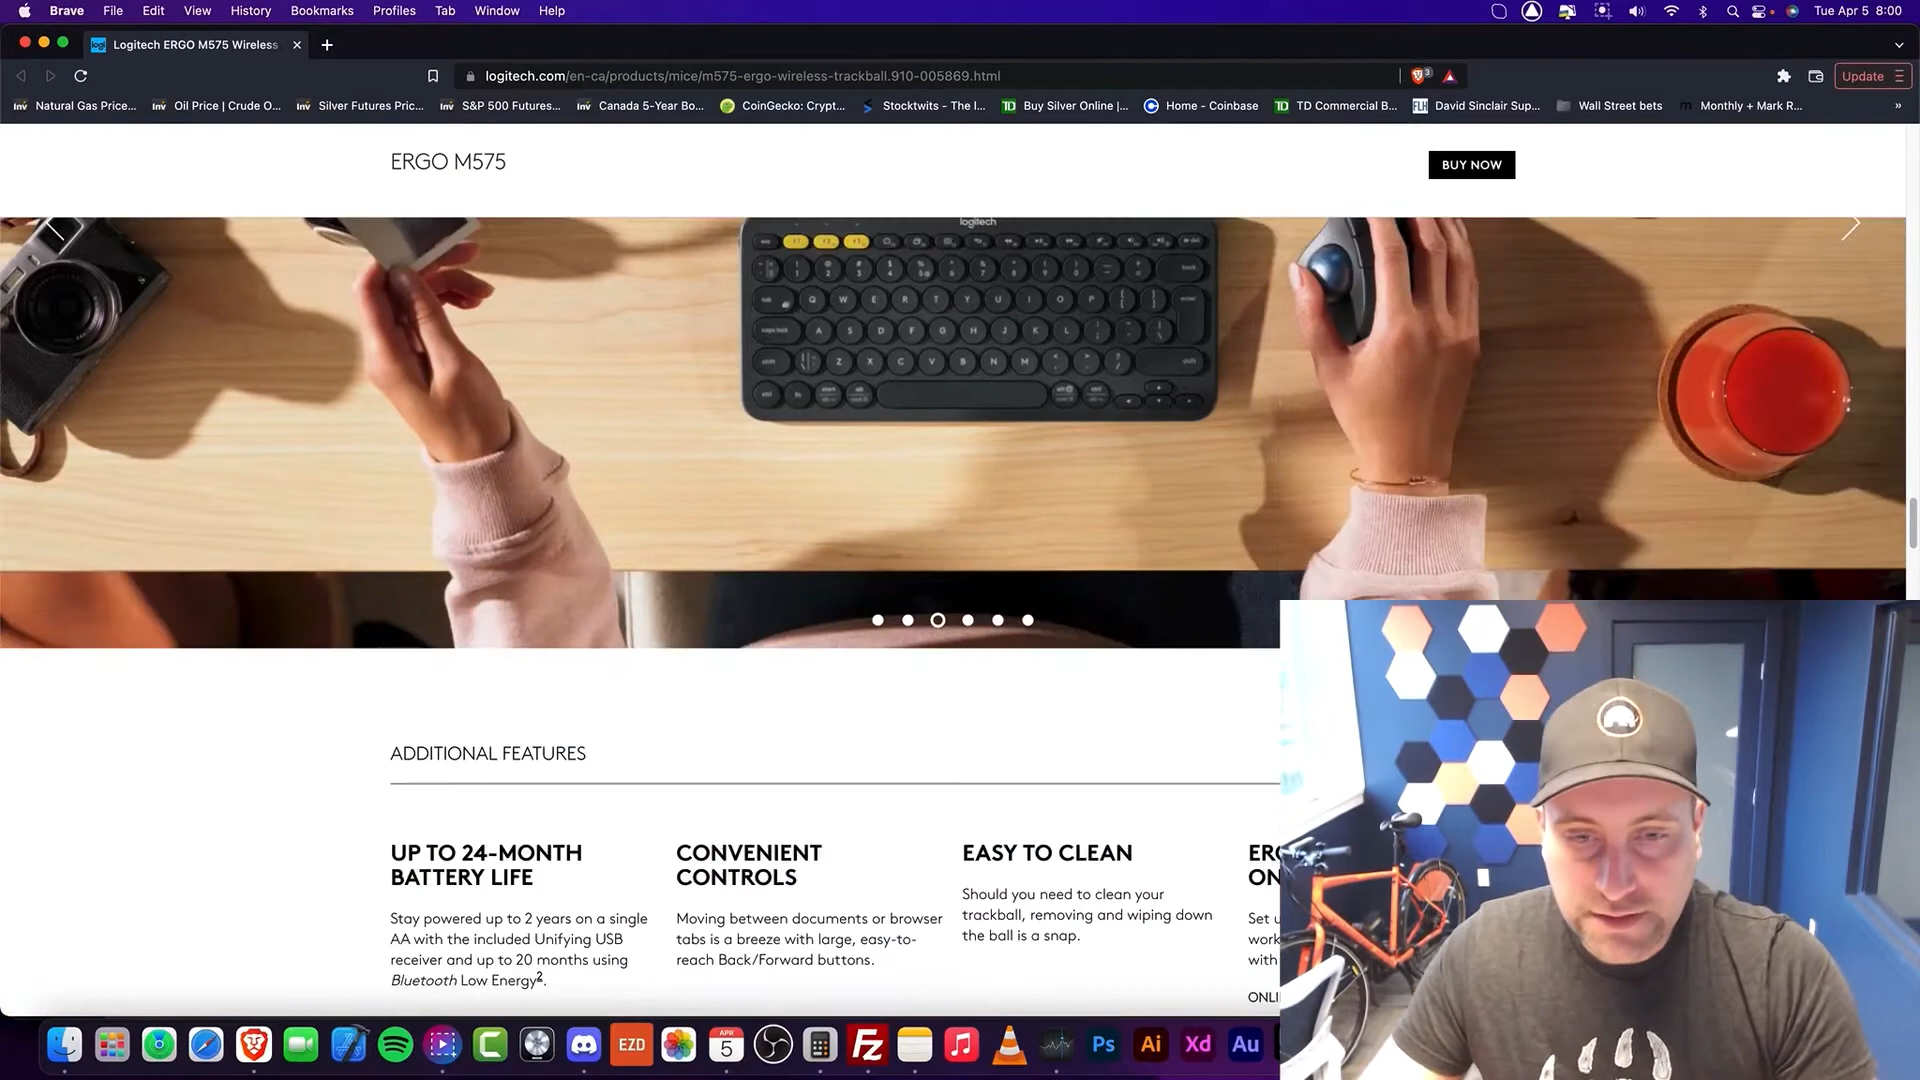 Brave File Edit View History Bookmarks Profiles Tab Window Help Tue Apr 5 8:00
Logitech ERGO M575 Wireless
logitech.com/en-ca/products/mice/m575-ergo-wireless-trackball.910-005869.html
3
Update
Natural Gas Price... Oil Price | Crude O... Silver Futures Pric... S&P 500 Futures... Canada 5-Year Bo... CoinGecko: Crypt... Stocktwits - The l... Buy Silver Online |... Home - Coinbase TD Commercial B... David Sinclair Sup... Wall Street bets Monthly + Mark R... »
ERGO M575
BUY NOW
logitech
Q W E R T Y U I O P
A S D F G H J K L
Z X C V B N M
ADDITIONAL FEATURES
UP TO 24-MONTH
BATTERY LIFE
Stay powered up to 2 years on a single
AA with the included Unifying USB
receiver and up to 20 months using
Bluetooth Low Energy2.
CONVENIENT
CONTROLS
Moving between documents or browser
tabs is a breeze with large, easy-to-
reach Back/Forward buttons.
EASY TO CLEAN
Should you need to clean your
trackball, removing and wiping down
the ball is a snap.
APR
5
EZD
Fz
Ps
Ai
Xd
Au